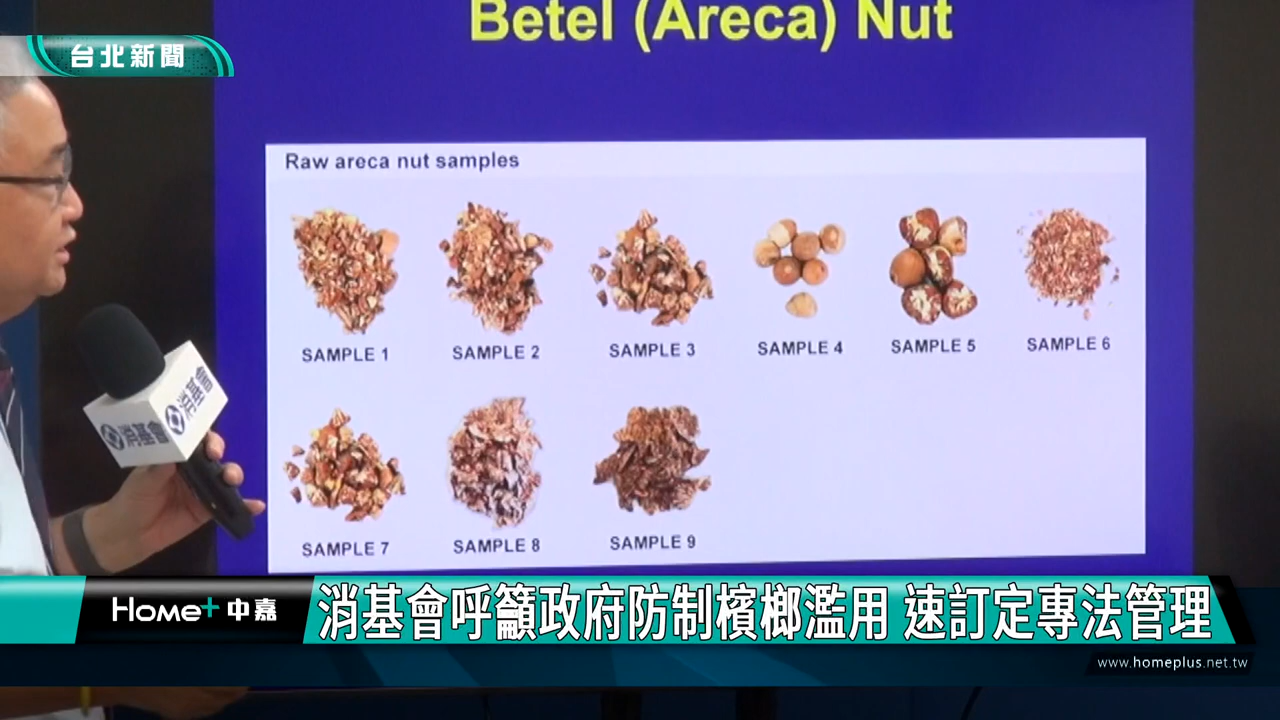 Betel (Areca) Nut
台北新聞
Raw areca nut samples
SAMPLE 1
SAMPLE 2
SAMPLE 3
SAMPLE 4
SAMPLE 5
SAMPLE 6
消基會
SAMPLE 7
SAMPLE 8
SAMPLE 9
Home+ 中嘉
消基會呼籲政府防制檳榔濫用 速訂定專法管理
www.homeplus.net.tw